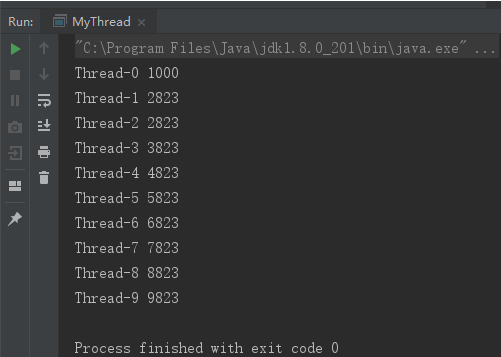 Run: MyThread
"C:\Program Files\Java\jdk1.8.0_201\bin\java.exe" ...
Thread-0 1000
Thread-1 2823
Thread-2 2823
Thread-3 3823
Thread-4 4823
Thread-5 5823
Thread-6 6823
Thread-7 7823
Thread-8 8823
Thread-9 9823
Process finished with exit code 0